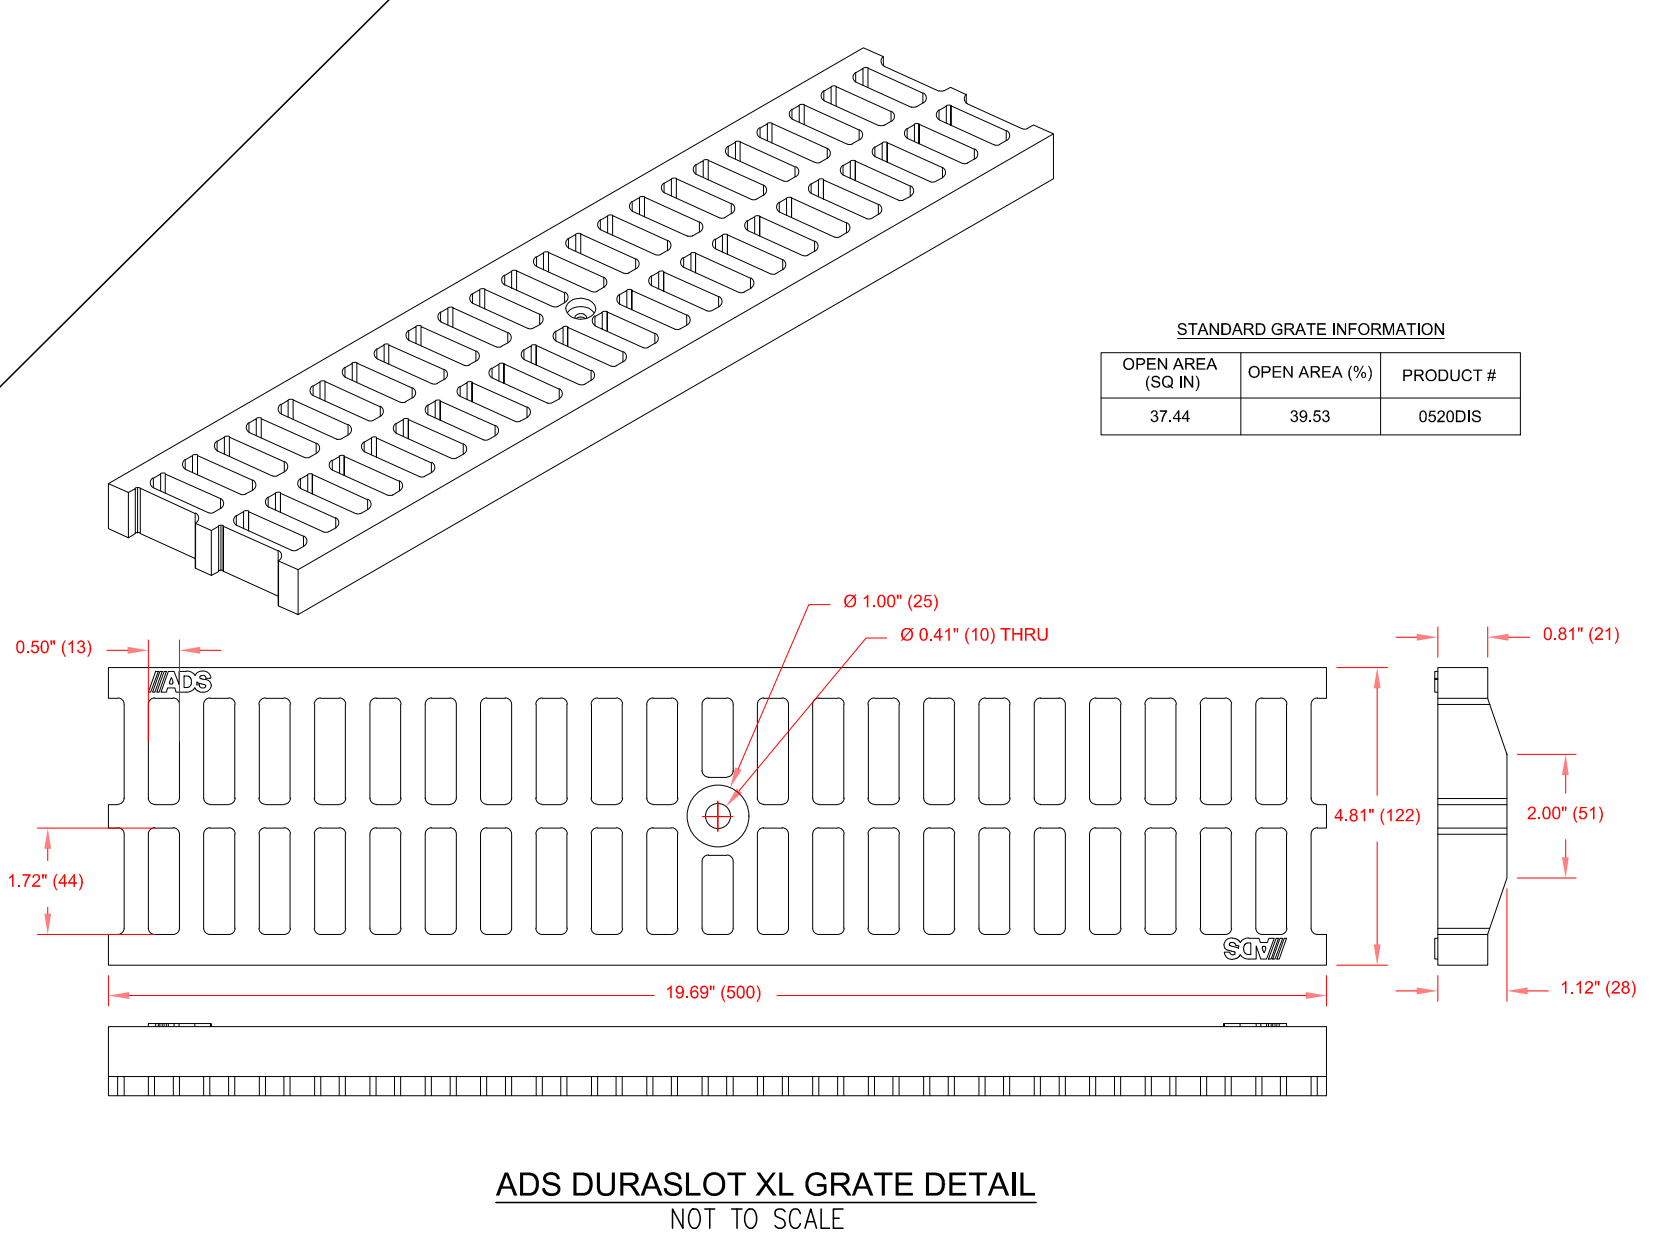 STANDARD GRATE INFORMATION
OPEN AREA (SQ IN) OPEN AREA (%) PRODUCT #
37.44 39.53 0520DIS
Ø 1.00" (25)
Ø 0.41" (10) THRU
0.50" (13)
0.81" (21)
ADS
4.81" (122)
2.00" (51)
1.72" (44)
ADS
19.69" (500)
1.12" (28)
ADS DURASLOT XL GRATE DETAIL
NOT TO SCALE